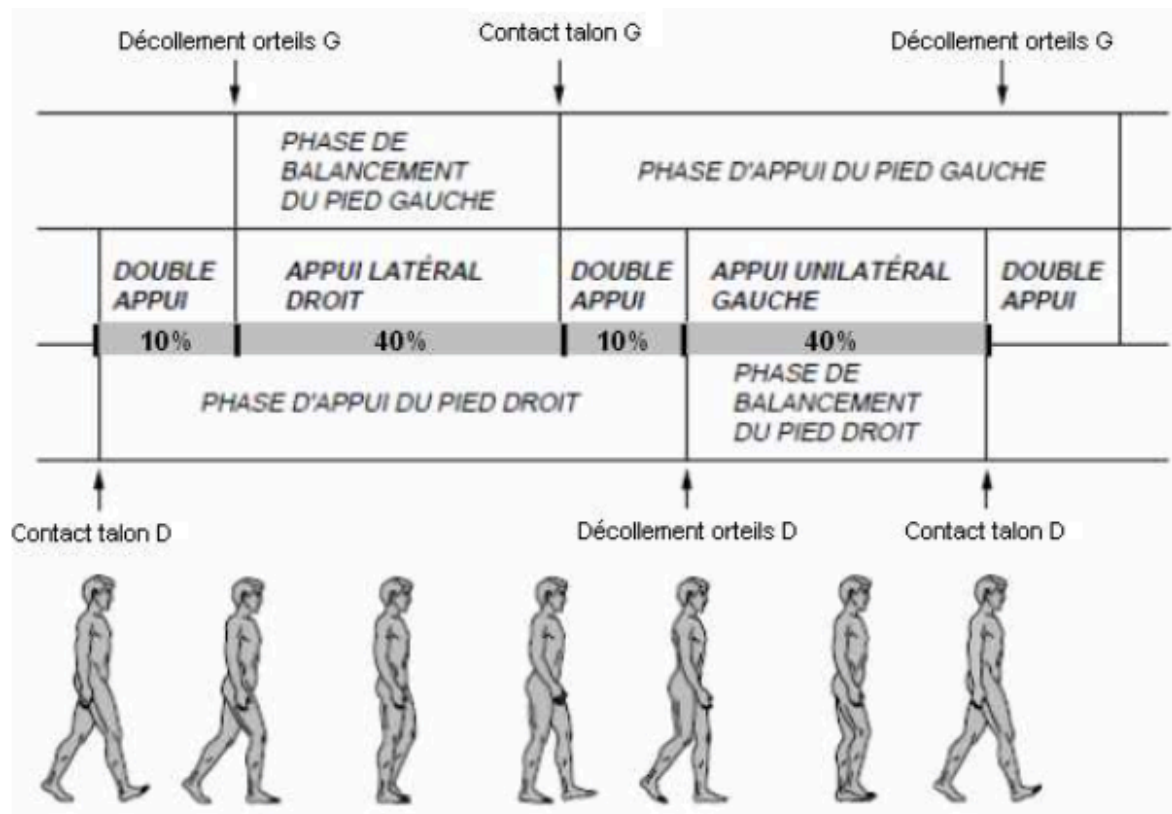 Décollement orteils G
Contact talon G
Décollement orteils G
PHASE DE
BALANCEMENT
DU PIED GAUCHE
PHASE D'APPUI DU PIED GAUCHE
DOUBLE
APPUI
APPUI LATÉRAL
DROIT
DOUBLE
APPUI
APPUI UNILATÉRAL
GAUCHE
DOUBLE
APPUI
10%
40%
10%
40%
PHASE D'APPUI DU PIED DROIT
PHASE DE
BALANCEMENT
DU PIED DROIT
Contact talon D
Décollement orteils D
Contact talon D